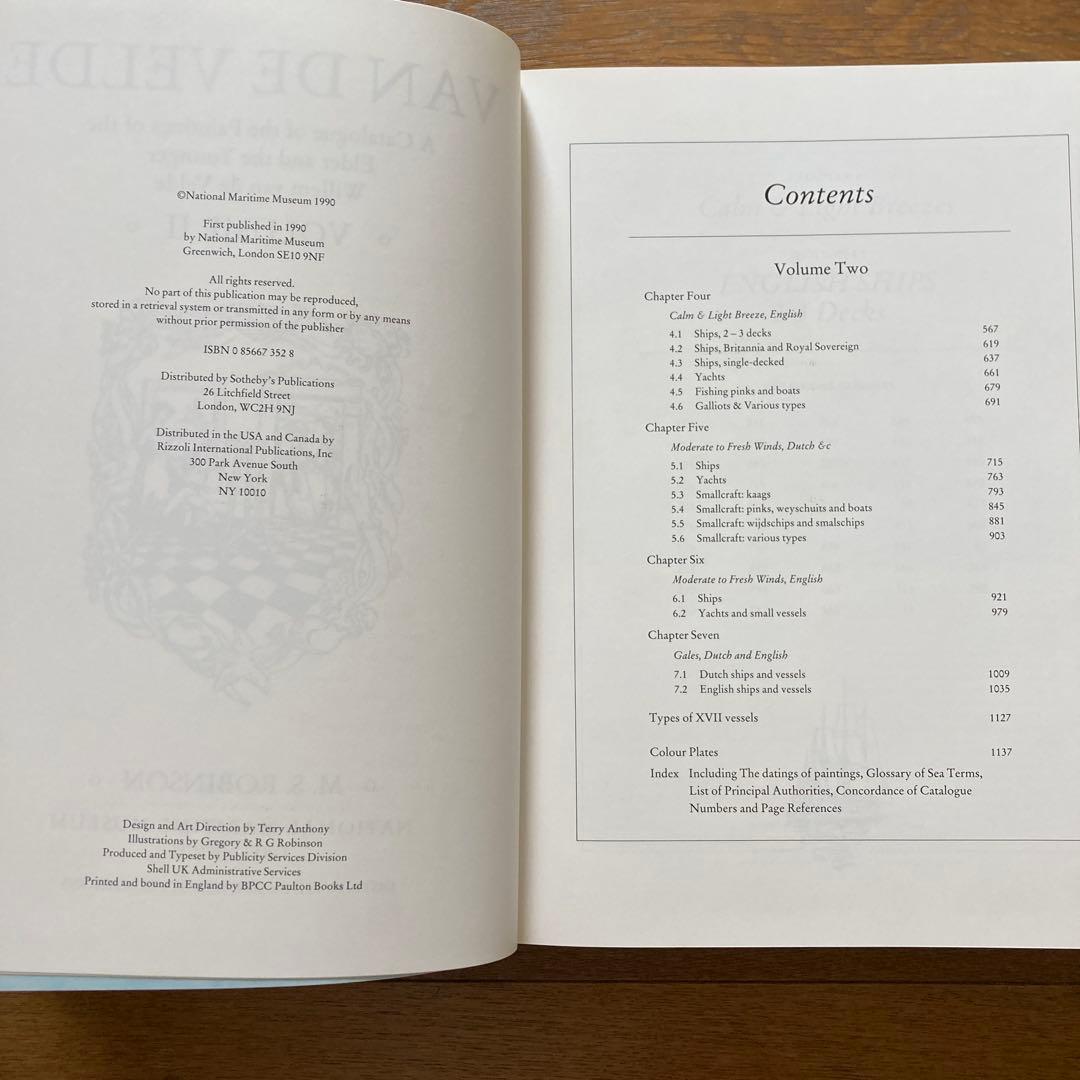 ©National Maritime Museum 1990
First published in 1990
by National Maritime Museum
Greenwich, London SE10 9NF
All rights reserved.
No part of this publication may be reproduced,
stored in a retrieval system or transmitted in any form or by any means
without prior permission of the publisher
ISBN 0 85667 352 8
Distributed by Sotheby's Publications
26 Litchfield Street
London, WC2H 9NJ
Distributed in the USA and Canada by
Rizzoli International Publications, Inc
300 Park Avenue South
New York
NY 10010
Design and Art Direction by Terry Anthony
Illustrations by Gregory & R G Robinson
Produced and Typeset by Publicity Services Division
Shell UK Administrative Services
Printed and bound in England by BPCC Paulton Books Ltd
Contents
Volume Two
Chapter Four
Calm & Light Breeze, English
4.1 Ships, 2 – 3 decks 567
4.2 Ships, Britannia and Royal Sovereign 619
4.3 Ships, single-decked 637
4.4 Yachts 661
4.5 Fishing pinks and boats 679
4.6 Galliots & Various types 691
Chapter Five
Moderate to Fresh Winds, Dutch &c
5.1 Ships 715
5.2 Yachts 763
5.3 Smallcraft: kaags 793
5.4 Smallcraft: pinks, weyschuits and boats 845
5.5 Smallcraft: wijdschips and smalschips 881
5.6 Smallcraft: various types 903
Chapter Six
Moderate to Fresh Winds, English
6.1 Ships 921
6.2 Yachts and small vessels 979
Chapter Seven
Gales, Dutch and English
7.1 Dutch ships and vessels 1009
7.2 English ships and vessels 1035
Types of XVII vessels 1127
Colour Plates 1137
Index Including The datings of paintings, Glossary of Sea Terms,
List of Principal Authorities, Concordance of Catalogue
Numbers and Page References